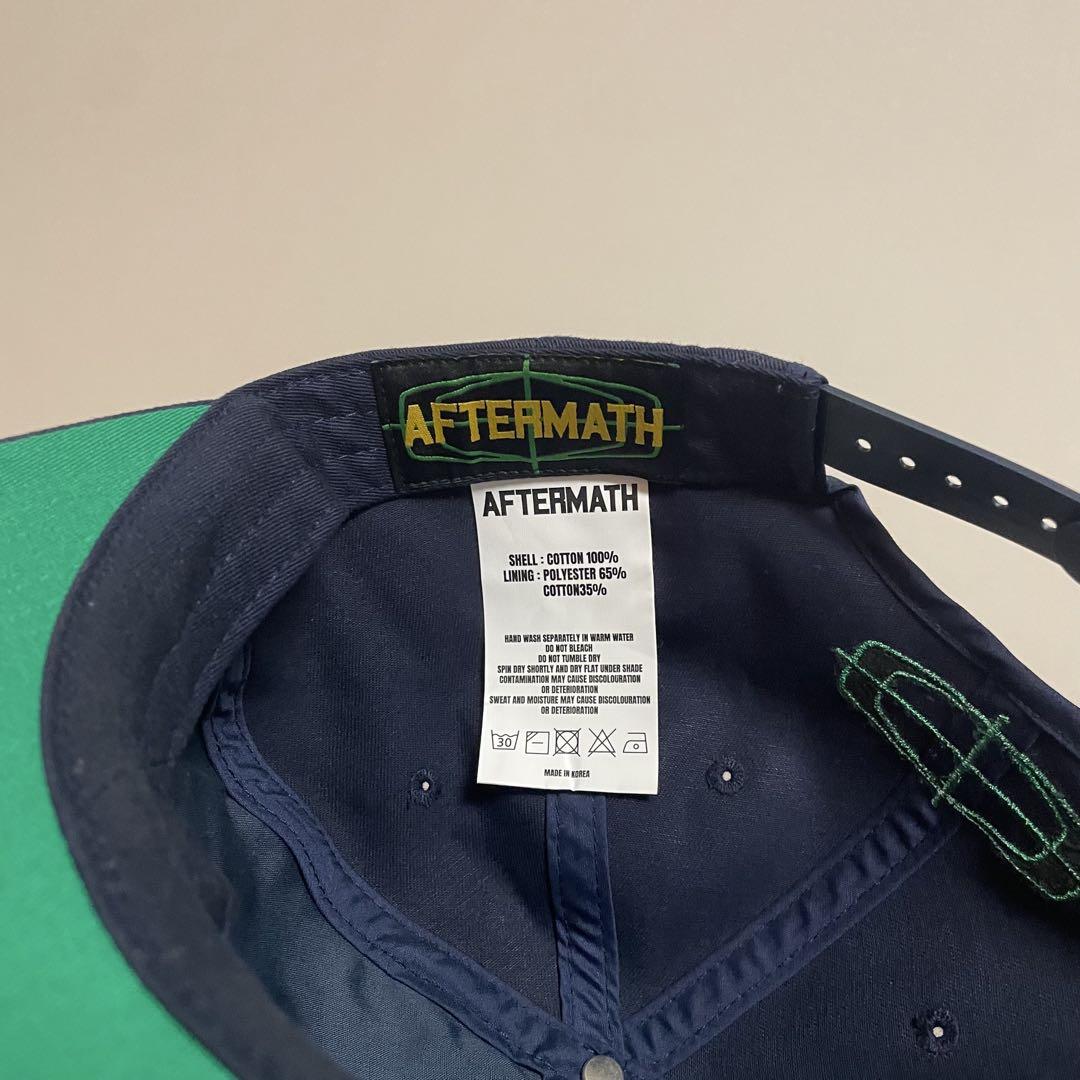 AFTERMATH
AFTERMATH
SHELL : COTTON 100%
LINING : POLYESTER 65%
COTTON35%
HAND WASH SEPARATELY IN WARM WATER
DO NOT BLEACH
DO NOT TUMBLE DRY
SPIN DRY SHORTLY AND DRY FLAT UNDER SHADE
CONTAMINATION MAY CAUSE DISCOLOURATION
OR DETERIORATION
SWEAT AND MOISTURE MAY CAUSE DISCOLOURATION
OR DETERIORATION
30
MADE IN KOREA